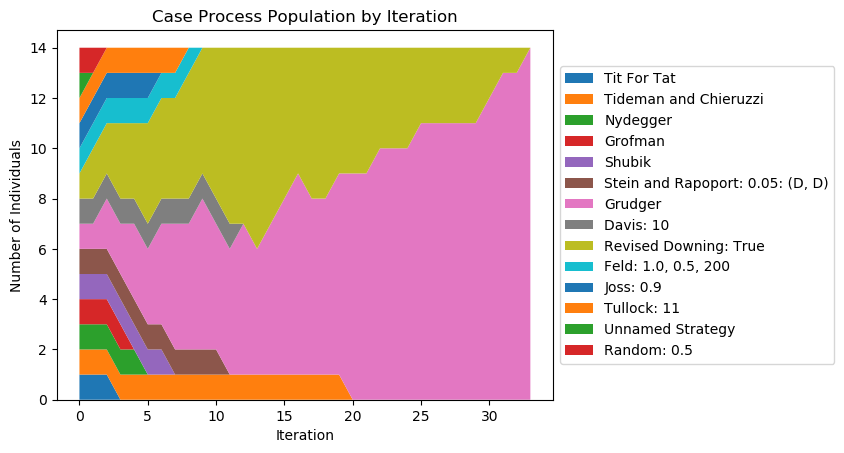 Case Process Population by Iteration
Number of Individuals
14
12
10
8
6
4
2
0
0 5 10 15 20 25 30
Iteration
Tit For Tat
Tideman and Chieruzzi
Nydegger
Grofman
Shubik
Stein and Rapoport: 0.05: (D, D)
Grudger
Davis: 10
Revised Downing: True
Feld: 1.0, 0.5, 200
Joss: 0.9
Tullock: 11
Unnamed Strategy
Random: 0.5